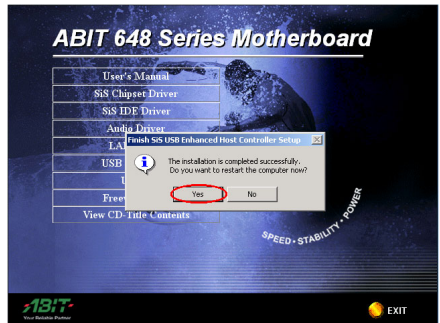 ABIT 648 Series Motherboard
User's Manual
SiS Chipset Driver
SiS IDE Driver
Audio Driver
Finish SiS USB Enhanced Host Controller Setup
LA
The installation is completed successfully.
Do you want to restart the computer now?
USB
Yes
No
Free
View CD-Title Contents
SPEED • STABILITY • POWER
ABIT
Your Reliable Partner
EXIT